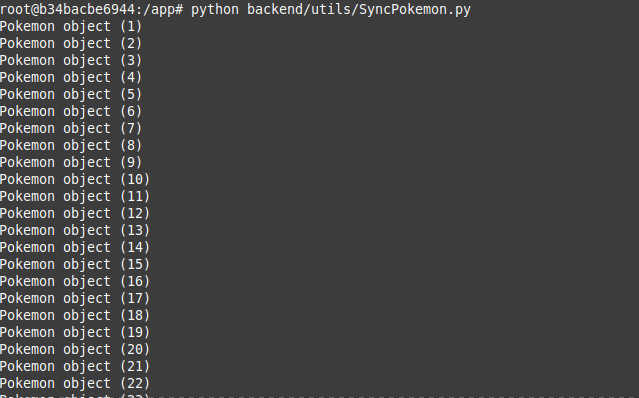 root@b34bacbe6944:/app# python backend/utils/SyncPokemon.py
Pokemon object (1)
Pokemon object (2)
Pokemon object (3)
Pokemon object (4)
Pokemon object (5)
Pokemon object (6)
Pokemon object (7)
Pokemon object (8)
Pokemon object (9)
Pokemon object (10)
Pokemon object (11)
Pokemon object (12)
Pokemon object (13)
Pokemon object (14)
Pokemon object (15)
Pokemon object (16)
Pokemon object (17)
Pokemon object (18)
Pokemon object (19)
Pokemon object (20)
Pokemon object (21)
Pokemon object (22)